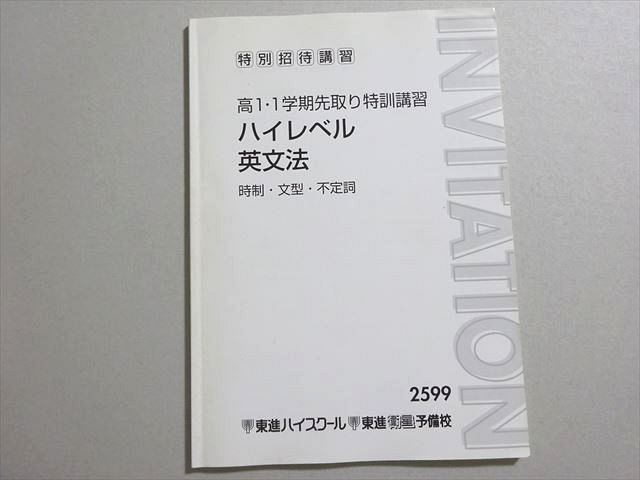 特別招待講習
高1・1学期先取り特訓講習
ハイレベル
英文法
時制・文型・不定詞
INVITATION
2599
東進ハイスクール 東進衛星予備校